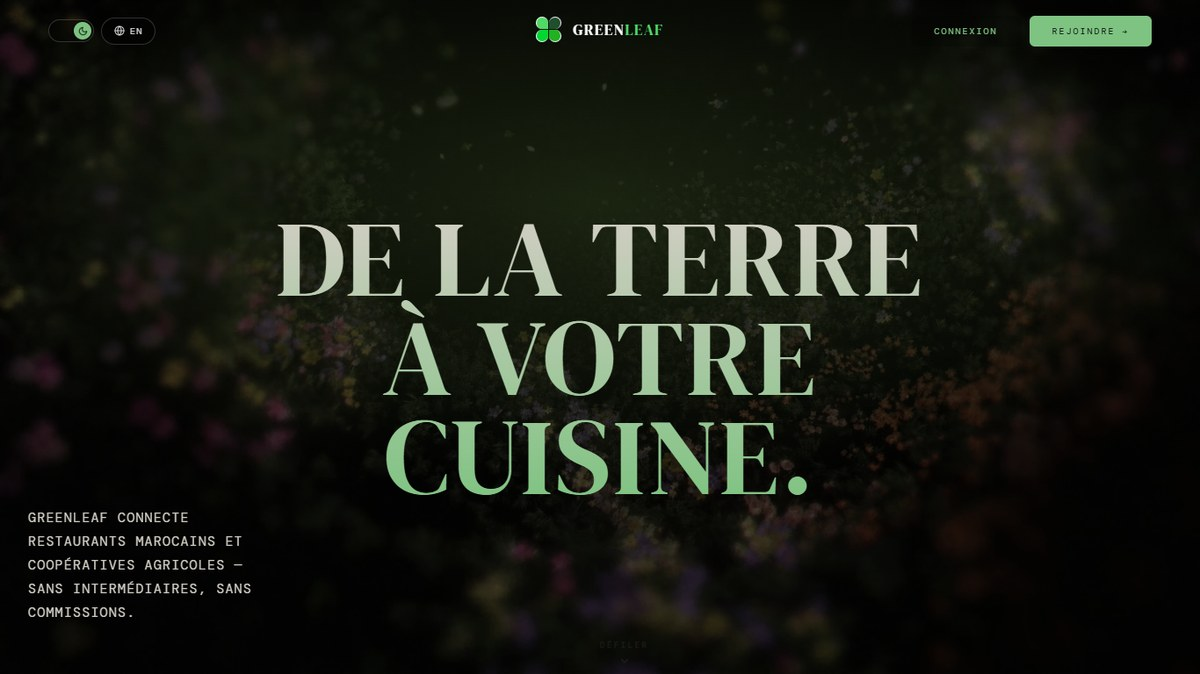 EN
GREENLEAF
CONNEXION
REJOINDRE →
DE LA TERRE
À VOTRE
CUISINE.
GREENLEAF CONNECTE
RESTAURANTS MAROCAINS ET
COOPÉRATIVES AGRICOLES —
SANS INTERMÉDIAIRES, SANS
COMMISSIONS.
DÉFILER